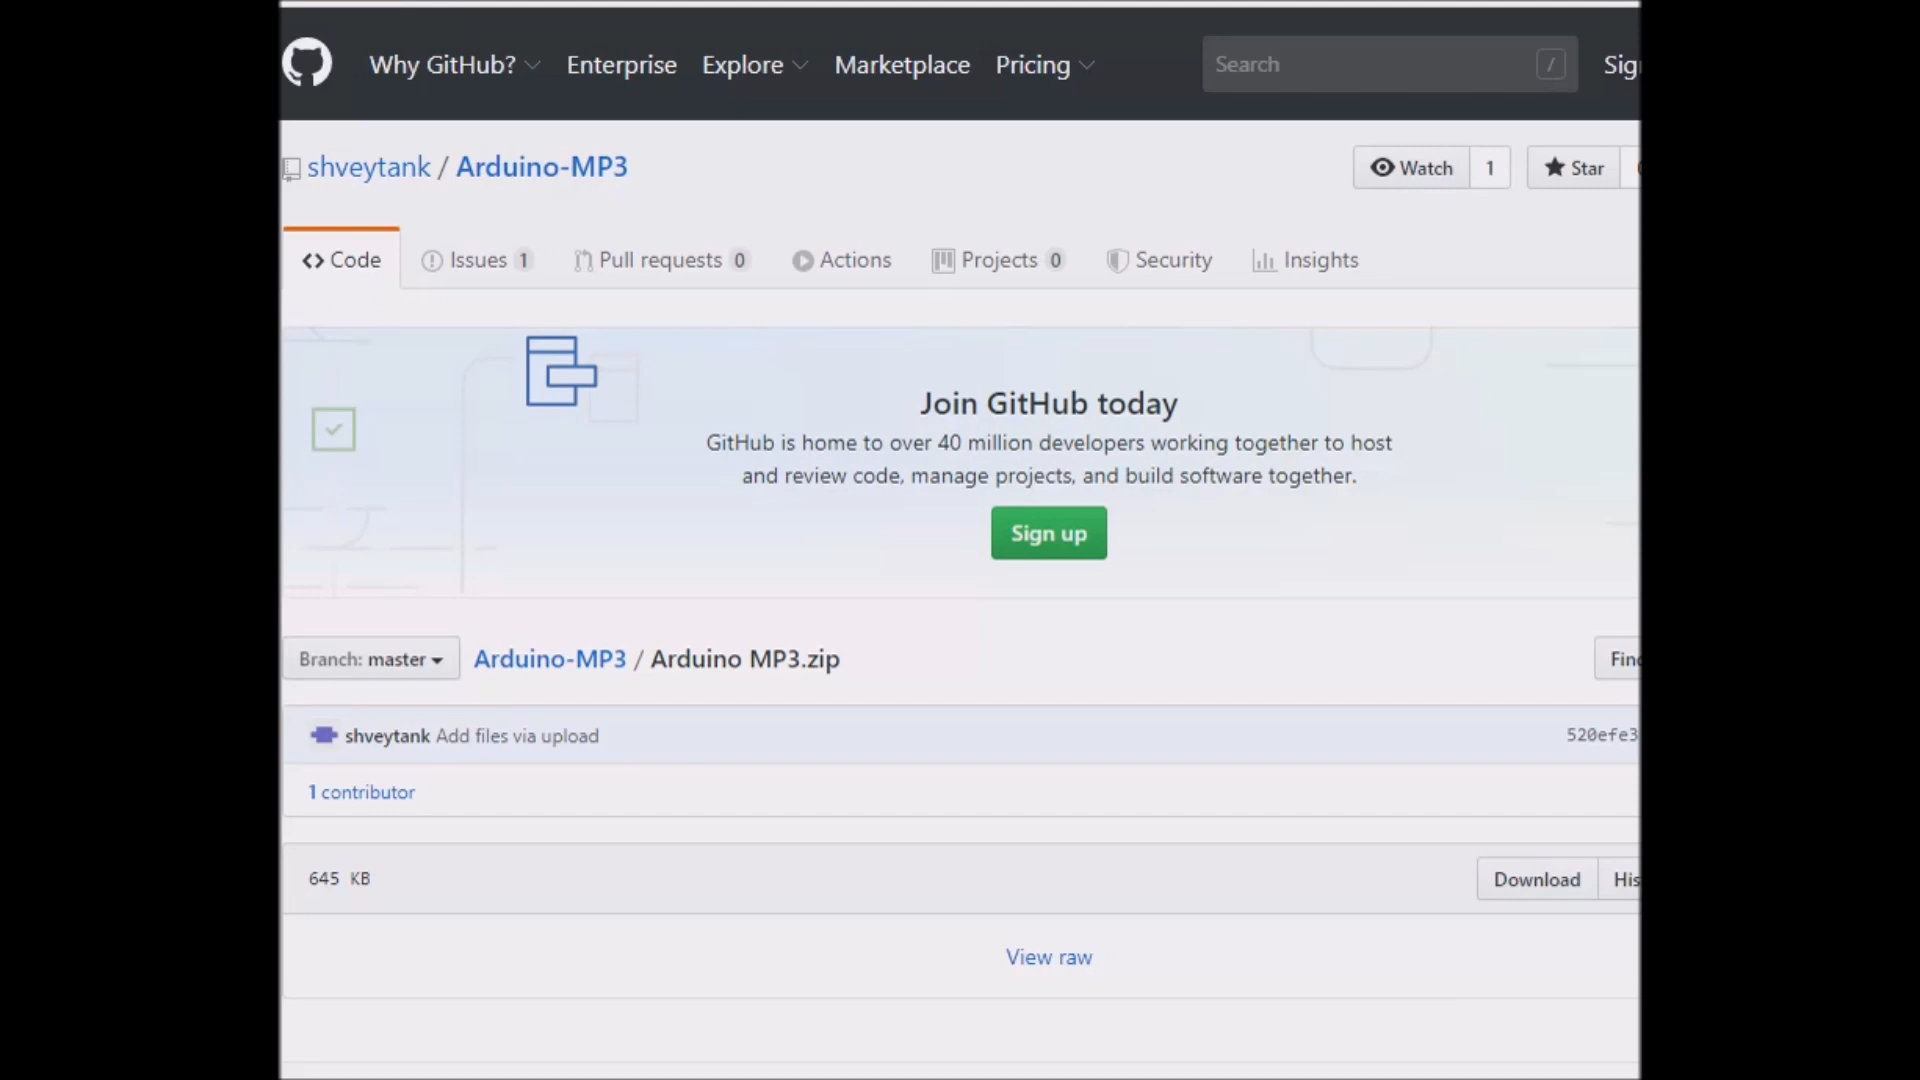 Why GitHub? Enterprise Explore Marketplace Pricing Search /
shveytank / Arduino-MP3 Watch 1 Star
Code Issues 1 Pull requests 0 Actions Projects 0 Security Insights
Join GitHub today
GitHub is home to over 40 million developers working together to host
and review code, manage projects, and build software together.
Sign up
Branch: master Arduino-MP3 / Arduino MP3.zip
shveytank Add files via upload 520efe3
1 contributor
645 KB Download
View raw